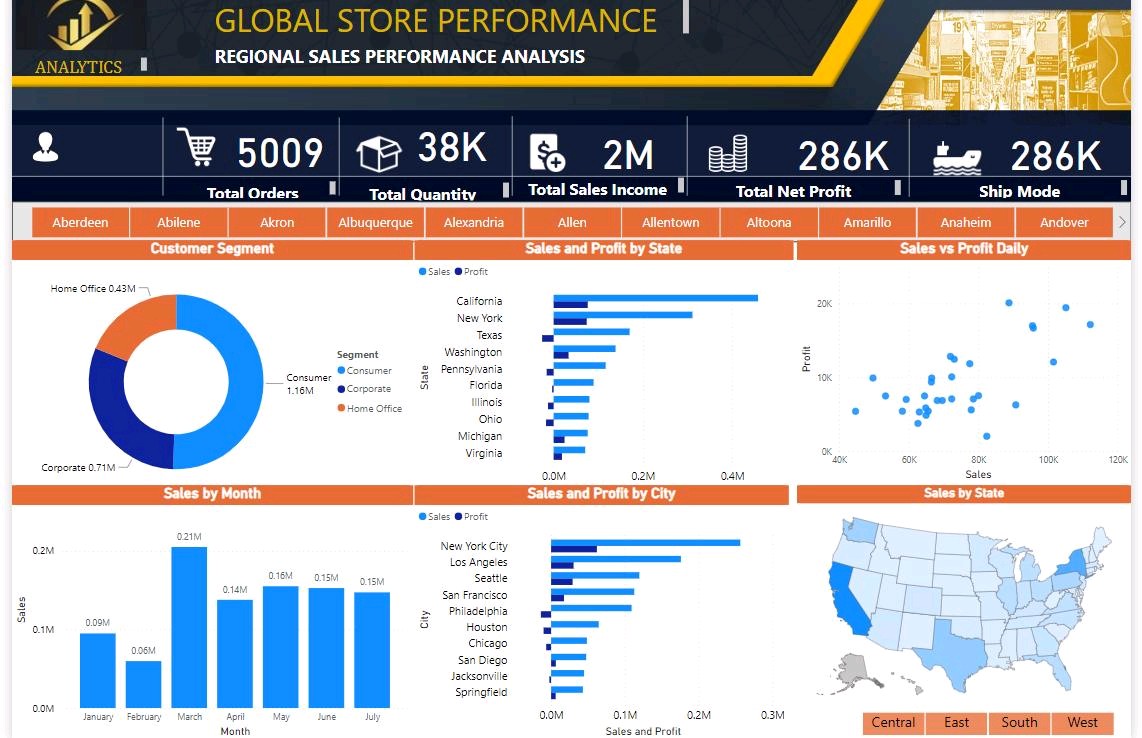 GLOBAL STORE PERFORMANCE
REGIONAL SALES PERFORMANCE ANALYSIS
ANALYTICS
19
22
5009
Total Orders
38K
Total Quantity
2M
Total Sales Income
286K
Total Net Profit
286K
Ship Mode
Aberdeen
Abilene
Akron
Albuquerque
Alexandria
Allen
Allentown
Altoona
Amarillo
Anaheim
Andover
Customer Segment
Home Office 0.43M
Consumer
1.16M
Corporate 0.71M
Segment
Consumer
Corporate
Home Office
Sales and Profit by State
Sales
Profit
State
California
New York
Texas
Washington
Pennsylvania
Florida
Illinois
Ohio
Michigan
Virginia
0.0M
0.2M
0.4M
Sales vs Profit Daily
Profit
20K
10K
0K
40K
60K
80K
100K
120K
Sales
Sales by Month
Sales
0.2M
0.1M
0.0M
0.09M
0.06M
0.21M
0.14M
0.16M
0.15M
0.15M
January
February
March
April
May
June
July
Month
Sales and Profit by City
Sales
Profit
City
New York City
Los Angeles
Seattle
San Francisco
Philadelphia
Houston
Chicago
San Diego
Jacksonville
Springfield
0.0M
0.1M
0.2M
0.3M
Sales and Profit
Sales by State
Central
East
South
West